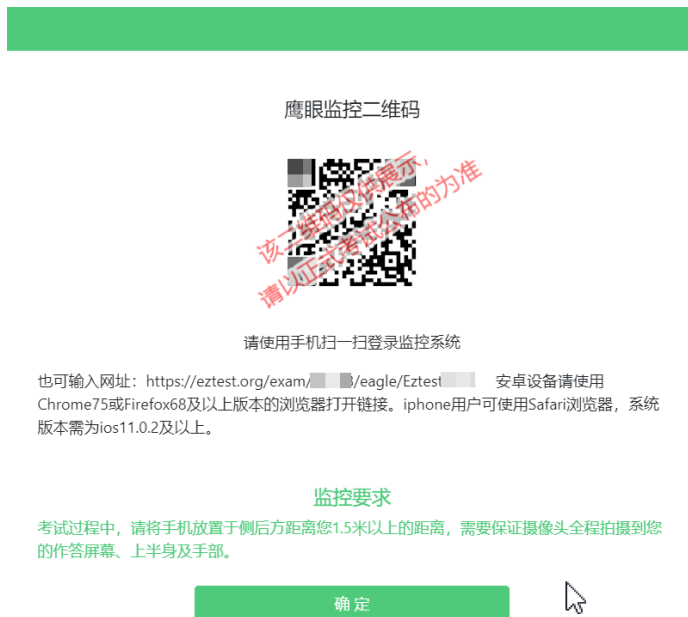 鹰眼监控二维码
该二维码仅供展示，
请以正式考试公布的为准
请使用手机扫一扫登录监控系统
也可输入网址：https://eztest.org/exam/ /eagle/Eztest 安卓设备请使用
Chrome75或Firefox68及以上版本的浏览器打开链接。iphone用户可使用Safari浏览器，系统
版本需为ios11.0.2及以上。
监控要求
考试过程中，请将手机放置于侧后方距离您1.5米以上的距离，需要保证摄像头全程拍摄到您
的作答屏幕、上半身及手部。
确定